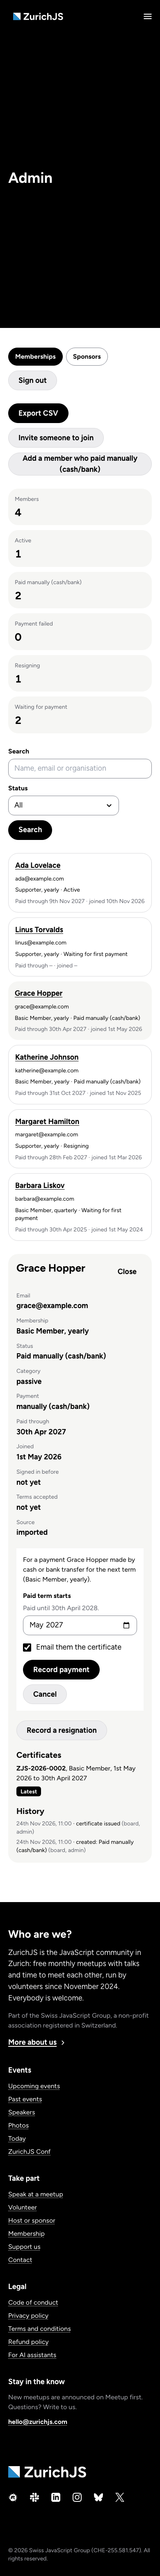 ZurichJS
Admin
Memberships
Sponsors
Sign out
Export CSV
Invite someone to join
Add a member who paid manually
(cash/bank)
Members
4
Active
1
Paid manually (cash/bank)
2
Payment failed
0
Resigning
1
Waiting for payment
2
Search
Name, email or organisation
Status
All
Search
Ada Lovelace
ada@example.com
Supporter, yearly · Active
Paid through 9th Nov 2027 · joined 10th Nov 2026
Linus Torvalds
linus@example.com
Supporter, yearly · Waiting for first payment
Paid through – · joined –
Grace Hopper
grace@example.com
Basic Member, yearly · Paid manually (cash/bank)
Paid through 30th Apr 2027 · joined 1st May 2026
Katherine Johnson
katherine@example.com
Basic Member, yearly · Paid manually (cash/bank)
Paid through 31st Oct 2027 · joined 1st Nov 2025
Margaret Hamilton
margaret@example.com
Supporter, yearly · Resigning
Paid through 28th Feb 2027 · joined 1st Mar 2026
Barbara Liskov
barbara@example.com
Basic Member, quarterly · Waiting for first
payment
Paid through 30th Apr 2025 · joined 1st May 2024
Grace Hopper
Close
Email
grace@example.com
Membership
Basic Member, yearly
Status
Paid manually (cash/bank)
Category
passive
Payment
manually (cash/bank)
Paid through
30th Apr 2027
Joined
1st May 2026
Signed in before
not yet
Terms accepted
not yet
Source
imported
For a payment Grace Hopper made by
cash or bank transfer for the next term
(Basic Member, yearly).
Paid term starts
Paid until 30th April 2028.
May 2027
Email them the certificate
Record payment
Cancel
Record a resignation
Certificates
ZJS-2026-0002, Basic Member, 1st May
2026 to 30th April 2027
Latest
History
24th Nov 2026, 11:00 · certificate issued (board,
admin)
24th Nov 2026, 11:00 · created: Paid manually
(cash/bank) (board, admin)
Who are we?
ZurichJS is the JavaScript community in
Zurich: free monthly meetups with talks
and time to meet each other, run by
volunteers since November 2024.
Everybody is welcome.
Part of the Swiss JavaScript Group, a non-profit
association registered in Switzerland.
More about us
Events
Upcoming events
Past events
Speakers
Photos
Today
ZurichJS Conf
Take part
Speak at a meetup
Volunteer
Host or sponsor
Membership
Support us
Contact
Legal
Code of conduct
Privacy policy
Terms and conditions
Refund policy
For AI assistants
Stay in the know
New meetups are announced on Meetup first.
Questions? Write to us.
hello@zurichjs.com
ZurichJS
© 2026 Swiss JavaScript Group (CHE-255.581.547). All
rights reserved.